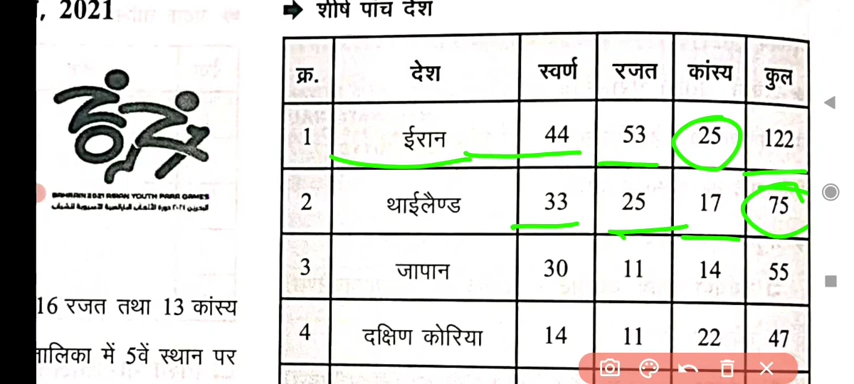 , 2021
➡ शीर्ष पांच देश
BAHRAIN 2021 ASIAN YOUTH PARA GAMES
16 रजत तथा 13 कांस्य
तालिका में 5वें स्थान पर
क्र. देश स्वर्ण रजत कांस्य कुल
1 ईरान 44 53 25 122
2 थाईलैण्ड 33 25 17 75
3 जापान 30 11 14 55
4 दक्षिण कोरिया 14 11 22 47